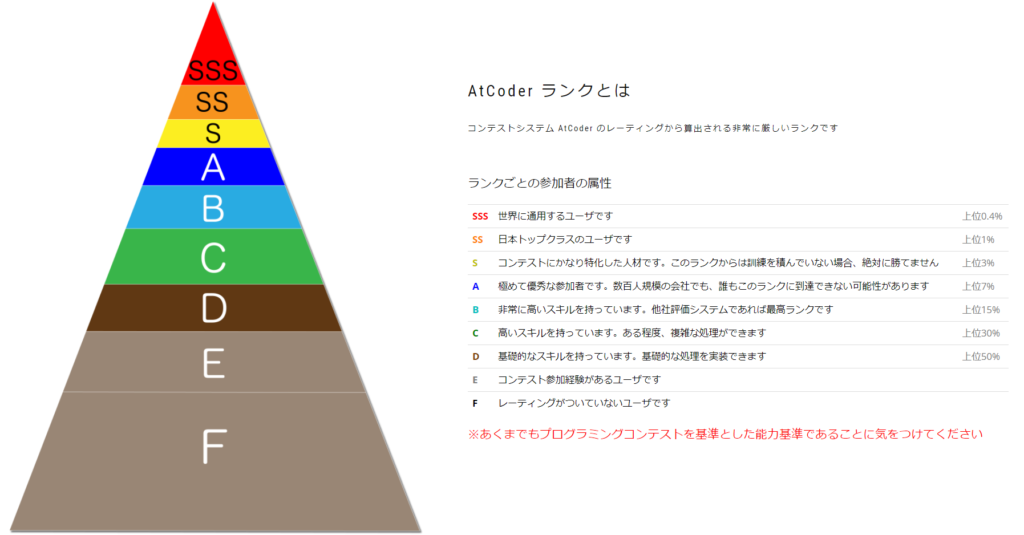 SSS
SS
S
A
B
C
D
E
F
AtCoder ランクとは
コンテストシステム AtCoder のレーティングから算出される非常に厳しいランクです
ランクごとの参加者の属性
SSS 世界に通用するユーザです 上位0.4%
SS 日本トップクラスのユーザです 上位1%
S コンテストにかなり特化した人材です。このランクからは訓練を積んでいない場合、絶対に勝てません 上位3%
A 極めて優秀な参加者です。数百人規模の会社でも、誰もこのランクに到達できない可能性があります 上位7%
B 非常に高いスキルを持っています。他社評価システムであれば最高ランクです 上位15%
C 高いスキルを持っています。ある程度、複雑な処理ができます 上位30%
D 基礎的なスキルを持っています。基礎的な処理を実装できます 上位50%
E コンテスト参加経験があるユーザです
F レーティングがついていないユーザです
※あくまでもプログラミングコンテストを基準とした能力基準であることに気をつけてください